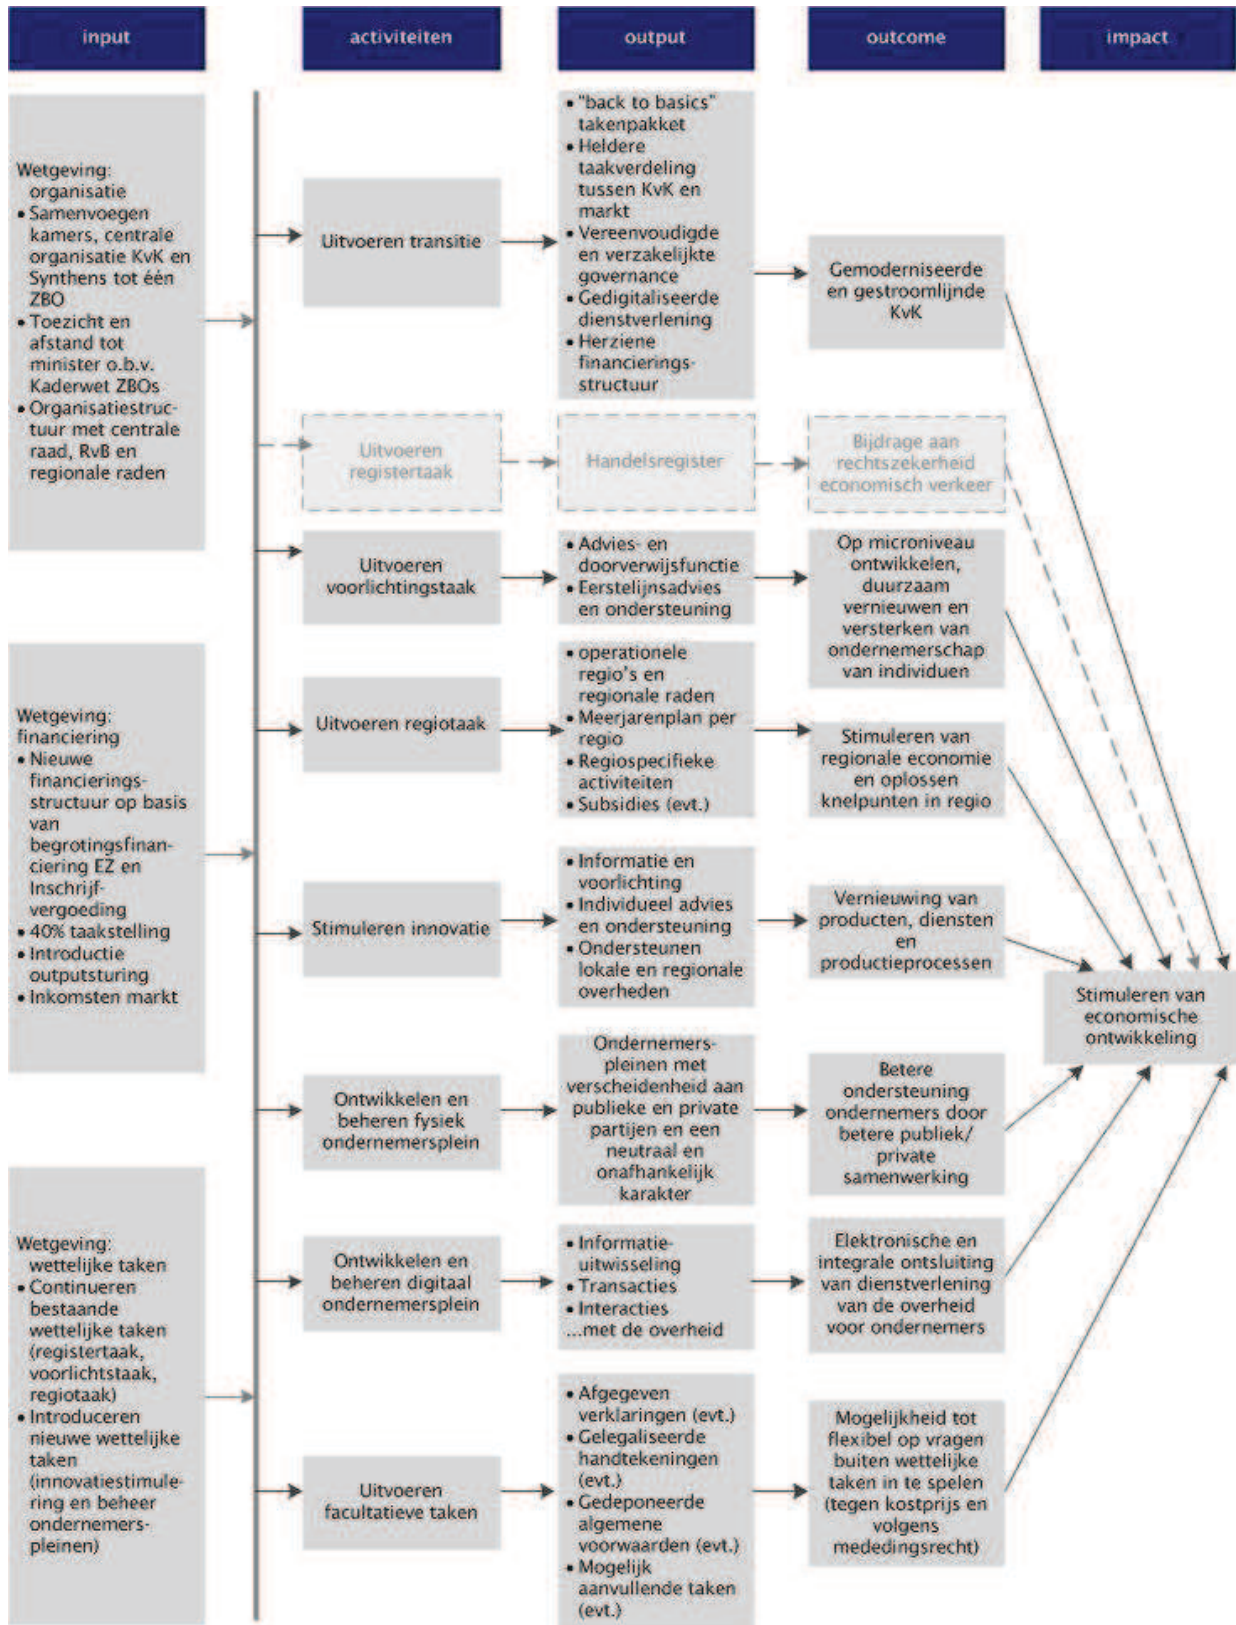 input
activiteiten
output
outcome
impact
Wetgeving:
organisatie
• Samenvoegen
kamers, centrale
organisatie KvK en
Synthens tot één
ZBO
• Toezicht en
afstand tot
minister o.b.v.
Kaderwet ZBOs
• Organisatiestruc-
tuur met centrale
raad, RvB en
regionale raden
Wetgeving:
financiering
• Nieuwe
financierings-
structuur op basis
van
begrotingsfinan-
ciering EZ en
Inschrijf-
vergoeding
• 40% taakstelling
• Introductie
outputsturing
• Inkomsten markt
Wetgeving:
wettelijke taken
• Continueren
bestaande
wettelijke taken
(registertaak,
voorlichtstaak,
regiotaak)
• Introduceren
nieuwe wettelijke
taken
(innovatiestimule-
ring en beheer
ondernemers-
pleinen)
Uitvoeren transitie
• "back to basics"
takenpakket
• Heldere
taakverdeling
tussen KvK en
markt
• Vereenvoudigde
en verzakelijkte
governance
• Gedigitaliseerde
dienstverlening
• Herziene
financierings-
structuur
Gemoderniseerde
en gestroomlijnde
KvK
Uitvoeren
registertaak
Handelsregister
Bijdrage aan
rechtszekerheid
economisch verkeer
Uitvoeren
voorlichtingstaak
• Advies- en
doorverwijsfunctie
• Eerstelijnsadvies
en ondersteuning
Op microniveau
ontwikkelen,
duurzaam
vernieuwen en
versterken van
ondernemerschap
van individuen
Uitvoeren regiotaak
• operationele
regio's en
regionale raden
• Meerjarenplan per
regio
• Regiospecifieke
activiteiten
• Subsidies (evt.)
Stimuleren van
regionale economie
en oplossen
knelpunten in regio
Stimuleren innovatie
• Informatie en
voorlichting
• Individueel advies
en ondersteuning
• Ondersteunen
lokale en regionale
overheden
Vernieuwing van
producten, diensten
en
productieprocessen
Ontwikkelen en
beheren fysiek
ondernemersplein
Ondernemers-
pleinen met
verscheidenheid aan
publieke en private
partijen en een
neutraal en
onafhankelijk
karakter
Betere
ondersteuning
ondernemers door
betere publiek/
private
samenwerking
Ontwikkelen en
beheren digitaal
ondernemersplein
• Informatie-
uitwisseling
• Transacties
• Interacties
...met de overheid
Elektronische en
integrale ontsluiting
van dienstverlening
van de overheid
voor ondernemers
Uitvoeren
facultatieve taken
• Afgegeven
verklaringen (evt.)
• Gelegaliseerde
handtekeningen
(evt.)
• Gedeponeerde
algemene
voorwaarden (evt.)
• Mogelijk
aanvullende taken
(evt.)
Mogelijkheid tot
flexibel op vragen
buiten wettelijke
taken in te spelen
(tegen kostprijs en
volgens
mededingsrecht)
Stimuleren van
economische
ontwikkeling